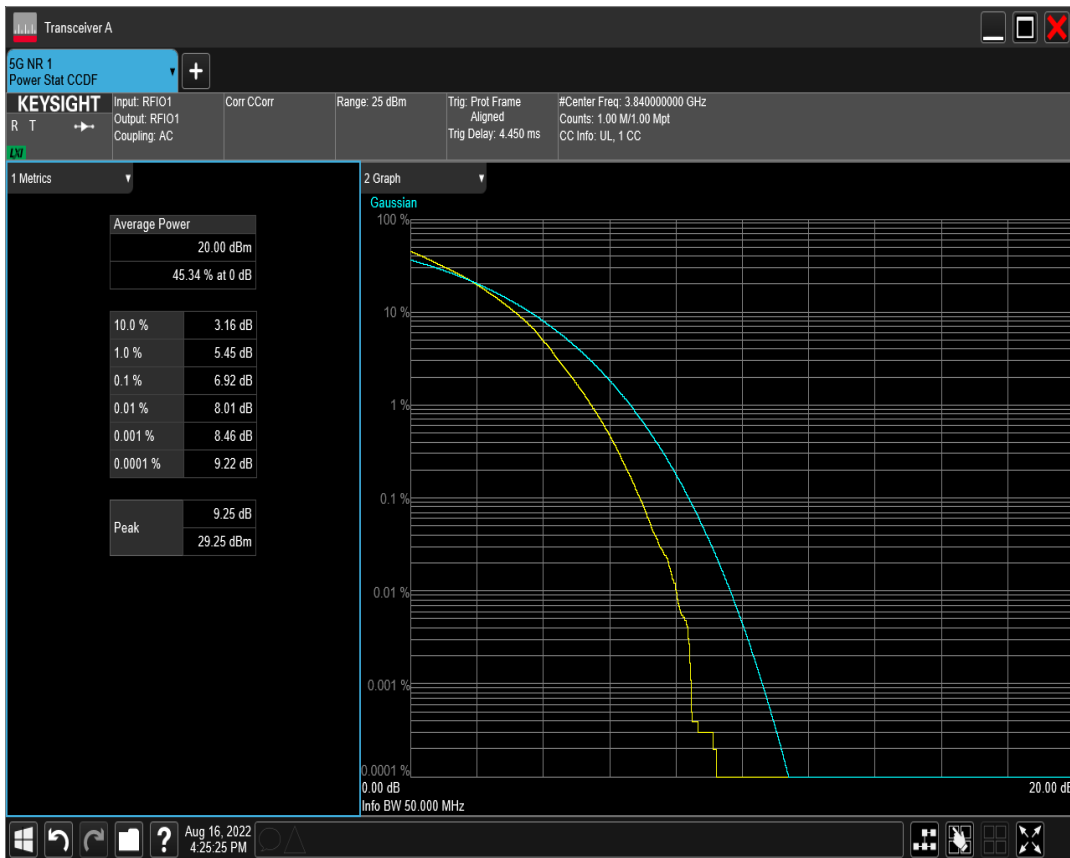 Transceiver A
5G NR 1
Power Stat CCDF
+
KEYSIGHT
R T
LXI
Input: RFIO1
Output: RFIO1
Coupling: AC
Corr CCorr
Range: 25 dBm
Trig: Prot Frame
Aligned
Trig Delay: 4.450 ms
#Center Freq: 3.840000000 GHz
Counts: 1.00 M/1.00 Mpt
CC Info: UL, 1 CC
1 Metrics
Average Power
20.00 dBm
45.34 % at 0 dB
10.0 % 3.16 dB
1.0 % 5.45 dB
0.1 % 6.92 dB
0.01 % 8.01 dB
0.001 % 8.46 dB
0.0001 % 9.22 dB
Peak
9.25 dB
29.25 dBm
2 Graph
Gaussian
100 %
10 %
1 %
0.1 %
0.01 %
0.001 %
0.0001 %
0.00 dB 20.00 dB
Info BW 50.000 MHz
?
Aug 16, 2022
4:25:25 PM